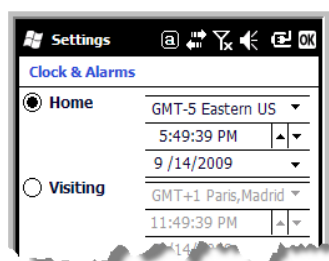 Settings
a
OK
Clock & Alarms
Home
GMT-5 Eastern US
5:49:39 PM
9 /14/2009
Visiting
GMT+1 Paris,Madrid
11:49:39 PM